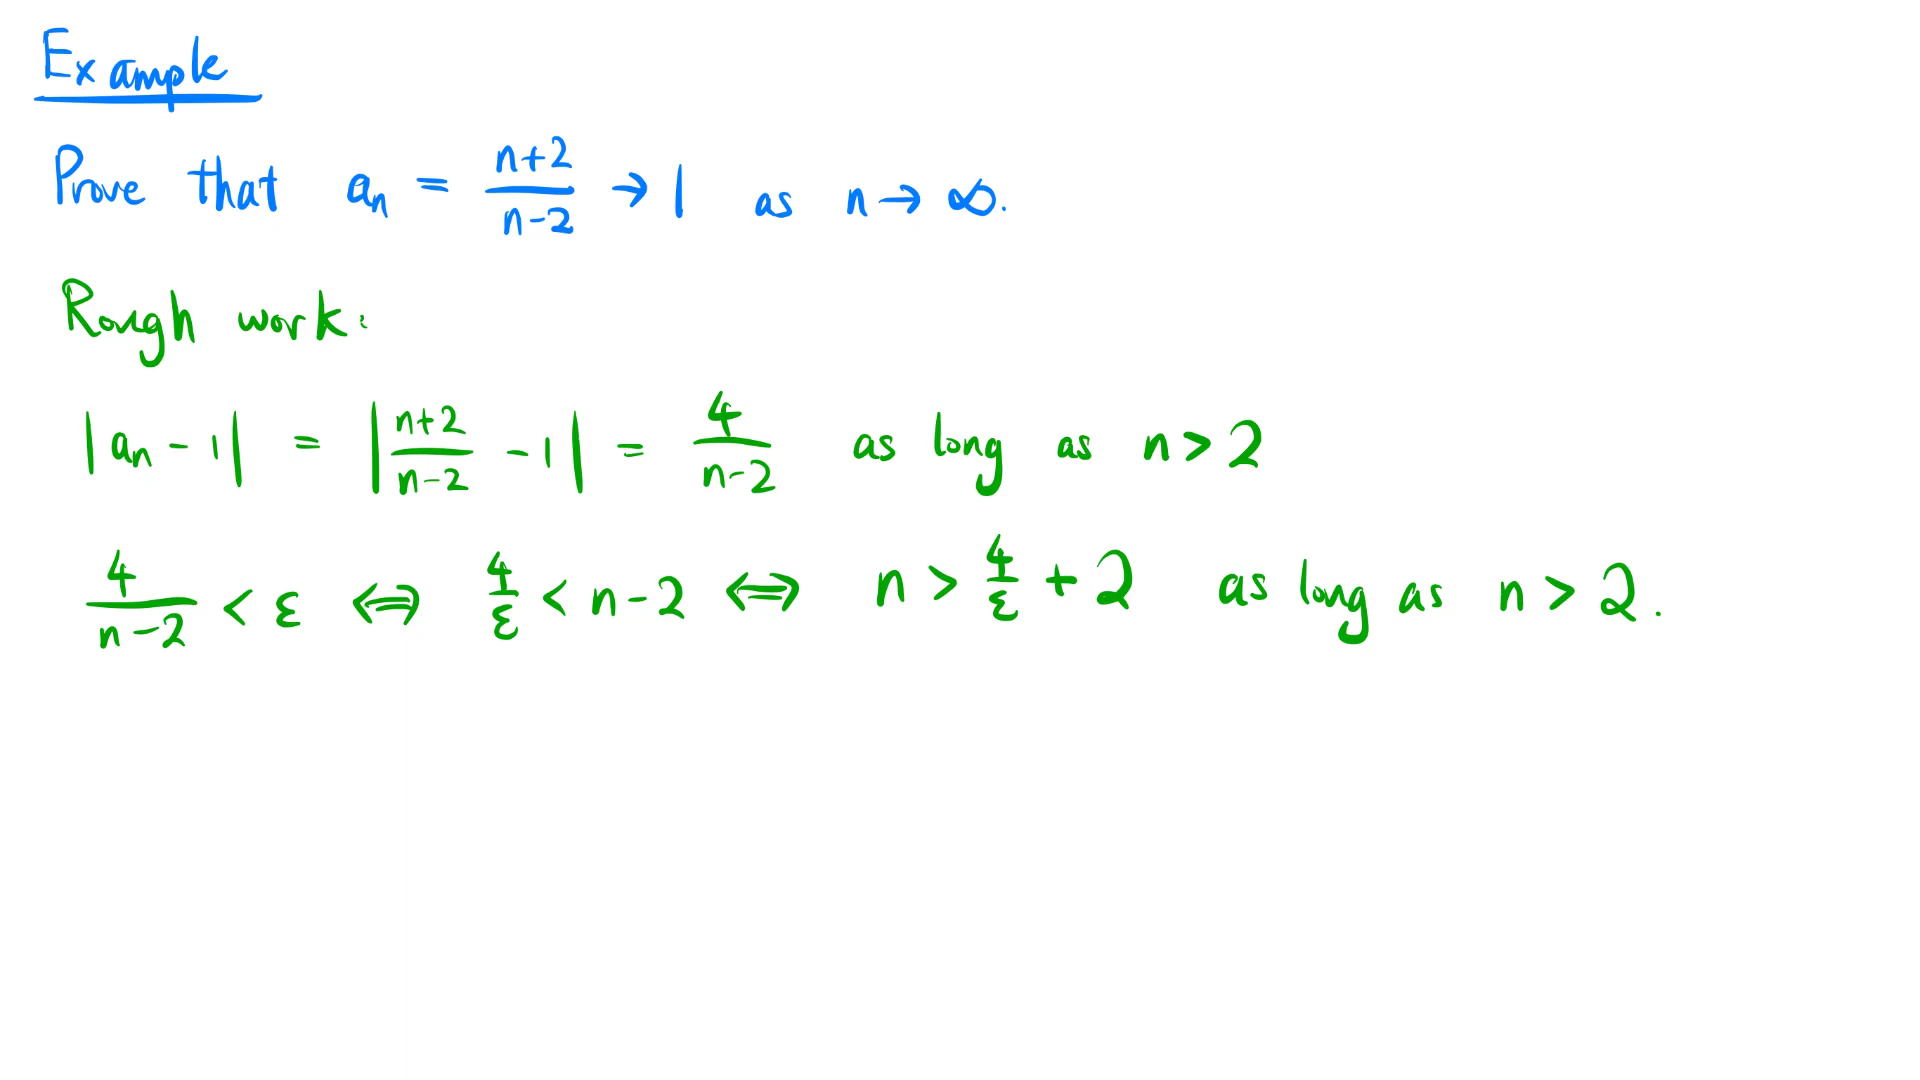 Example
Prove that aₙ = (n+2)/(n-2) → 1 as n → ∞.
Rough work:
|aₙ - 1| = |(n+2)/(n-2) - 1| = 4/(n-2) as long as n > 2
4/(n-2) < ε ⟺ 4/ε < n-2 ⟺ n > 4/ε + 2 as long as n > 2.